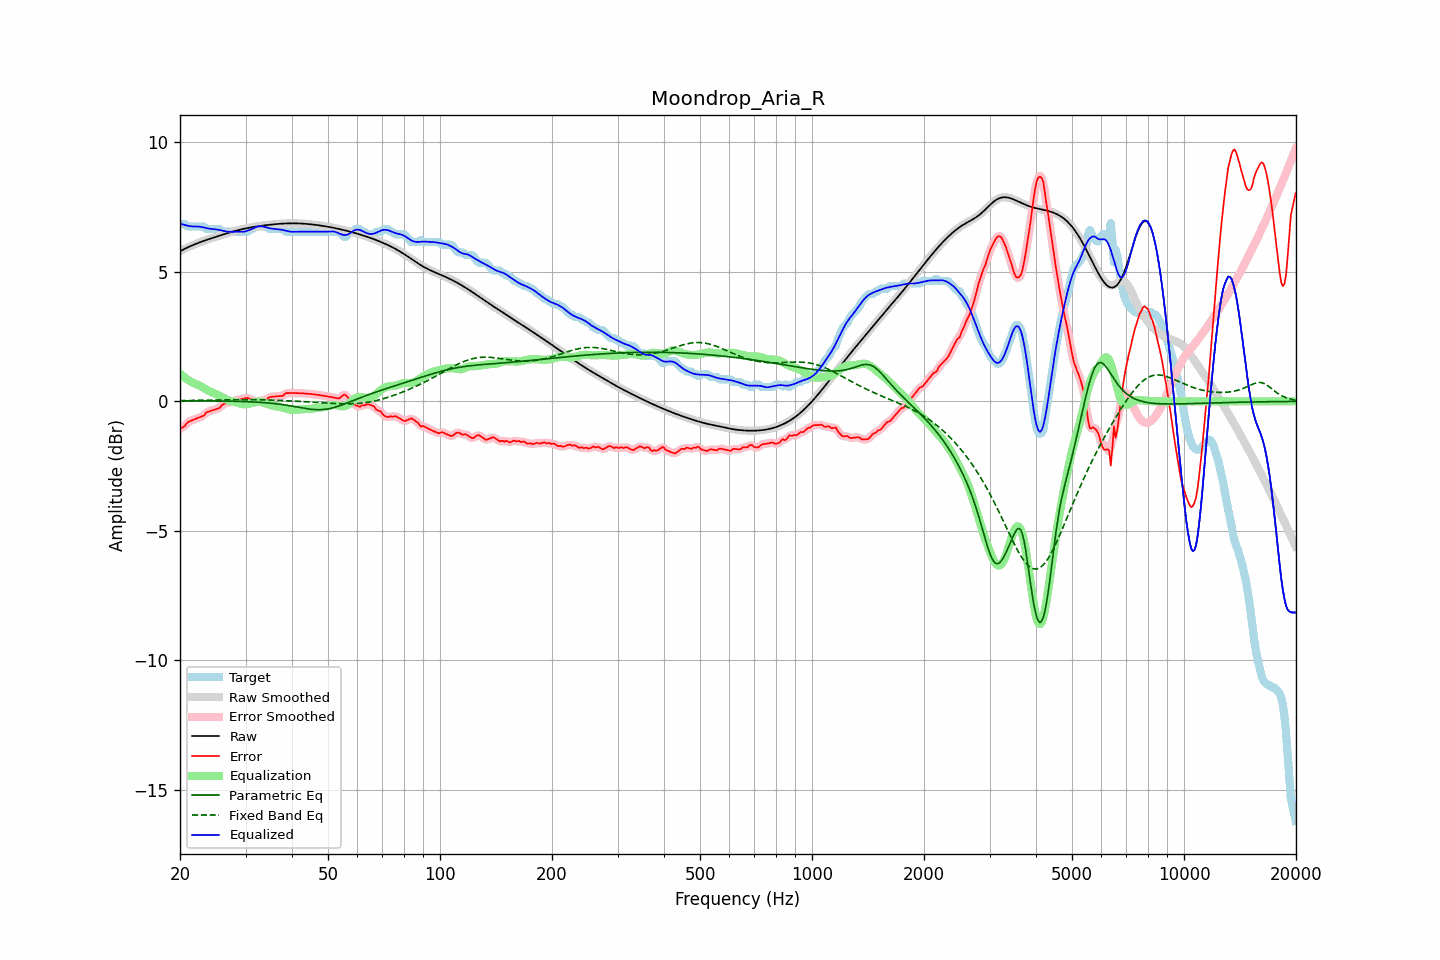 Moondrop_Aria_R
Amplitude (dBr)
10
5
0
−5
−10
−15
Target
Raw Smoothed
Error Smoothed
Raw
Error
Equalization
Parametric Eq
Fixed Band Eq
Equalized
20 50 100 200 500 1000 2000 5000 10000 20000
Frequency (Hz)